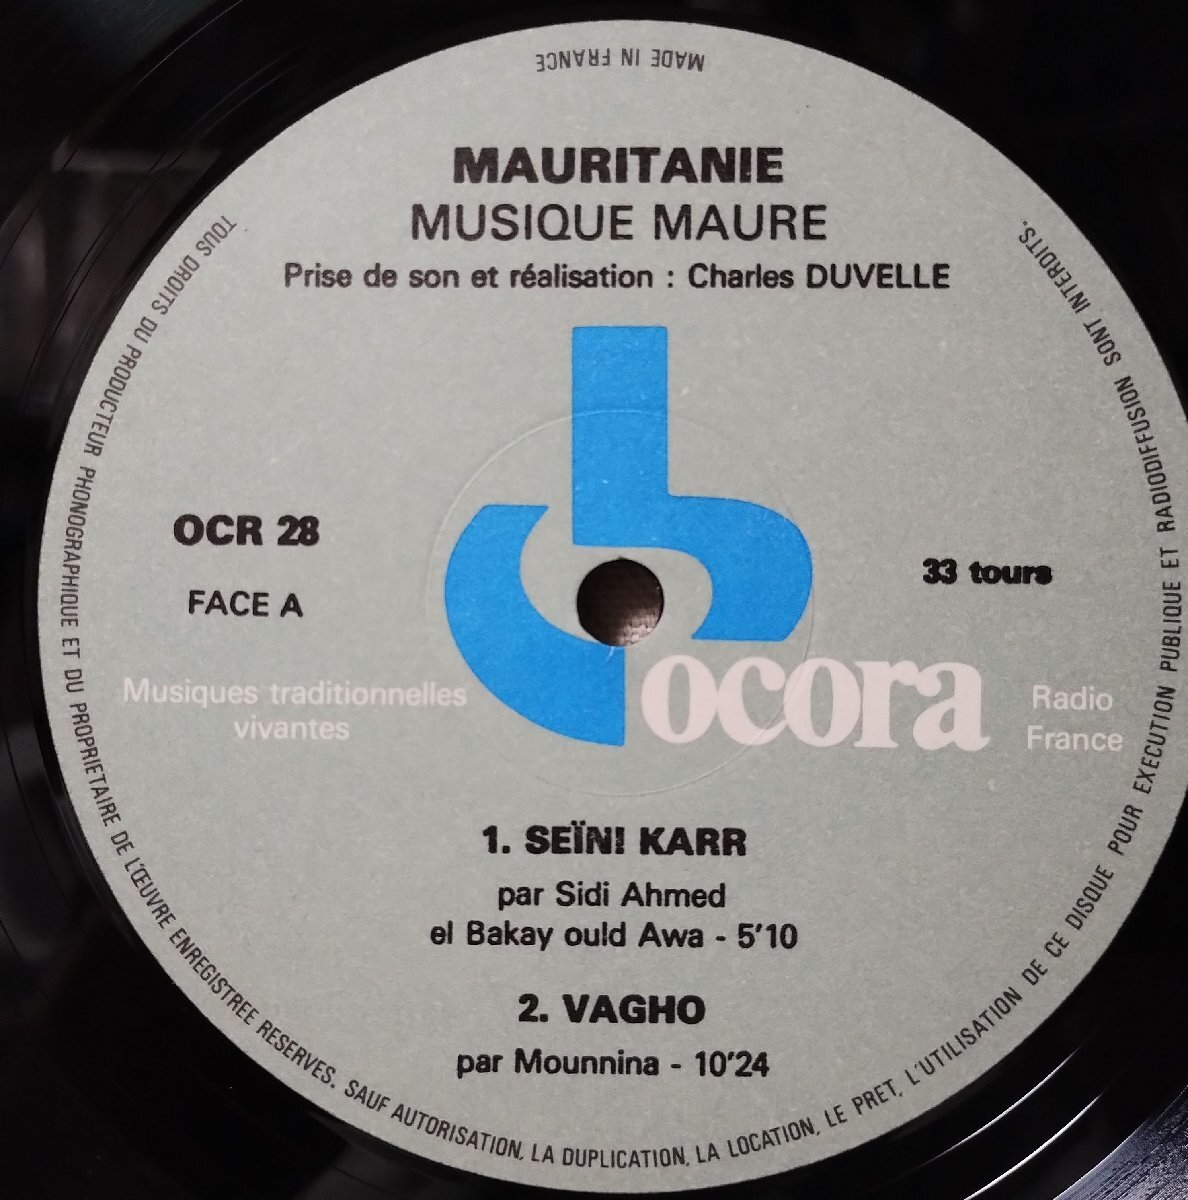 MADE IN FRANCE
MAURITANIE
MUSIQUE MAURE
Prise de son et réalisation : Charles DUVELLE
OCR 28
FACE A
33 tours
Musiques traditionnelles
vivantes
ocora
Radio
France
1. SEÏNI KARR
par Sidi Ahmed
el Bakay ould Awa - 5'10
2. VAGHO
par Mounnina - 10'24
TOUS DROITS DU PRODUCTEUR PHONOGRAPHIQUE ET DU PROPRIETAIRE DE L'ŒUVRE ENREGISTREE RESERVES. SAUF AUTORISATION, LA DUPLICATION, LA LOCATION, LE PRET, L'UTILISATION DE CE DISQUE POUR EXECUTION PUBLIQUE ET RADIODIFFUSION SONT INTERDITS.